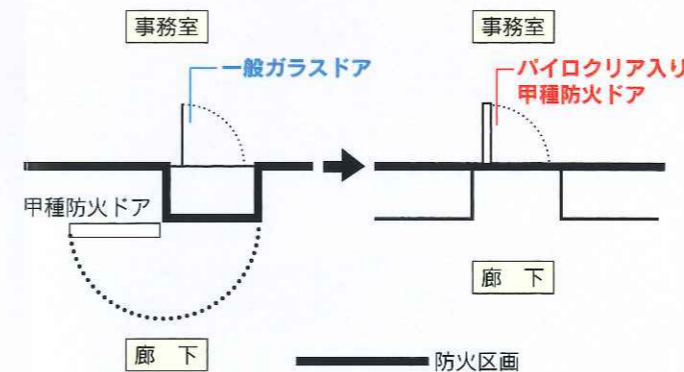 事務室
一般ガラスドア
甲種防火ドア
廊 下
事務室
パイロクリア入り
甲種防火ドア
廊 下
防火区画